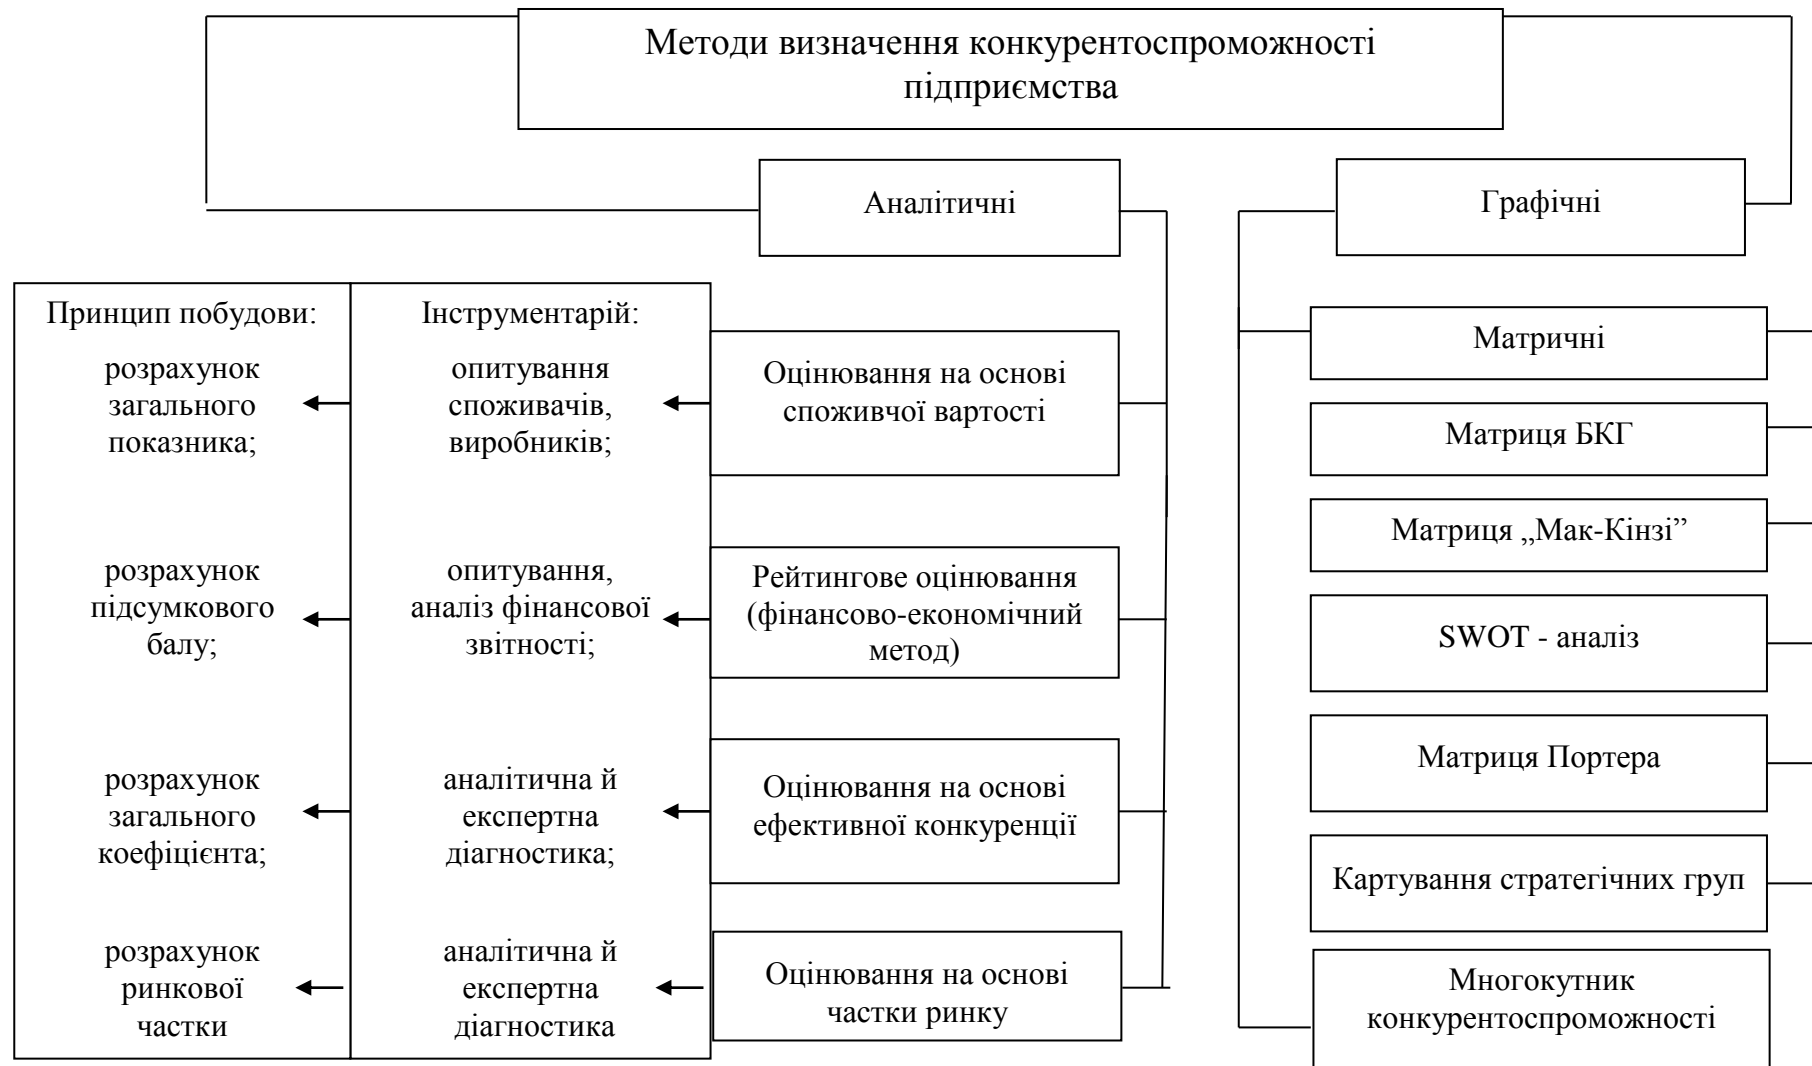 Методи визначення конкурентоспроможності
підприємства
Аналітичні
Графічні
Принцип побудови:
розрахунок
загального
показника;
розрахунок
підсумкового
балу;
розрахунок
загального
коефіцієнта;
розрахунок
ринкової
частки
Інструментарій:
опитування
споживачів,
виробників;
опитування,
аналіз фінансової
звітності;
аналітична й
експертна
діагностика;
аналітична й
експертна
діагностика
Оцінювання на основі
споживчої вартості
Рейтингове оцінювання
(фінансово-економічний
метод)
Оцінювання на основі
ефективної конкуренції
Оцінювання на основі
частки ринку
Матричні
Матриця БКГ
Матриця „Мак-Кінзі”
SWOT - аналіз
Матриця Портера
Картування стратегічних груп
Многокутник
конкурентоспроможності